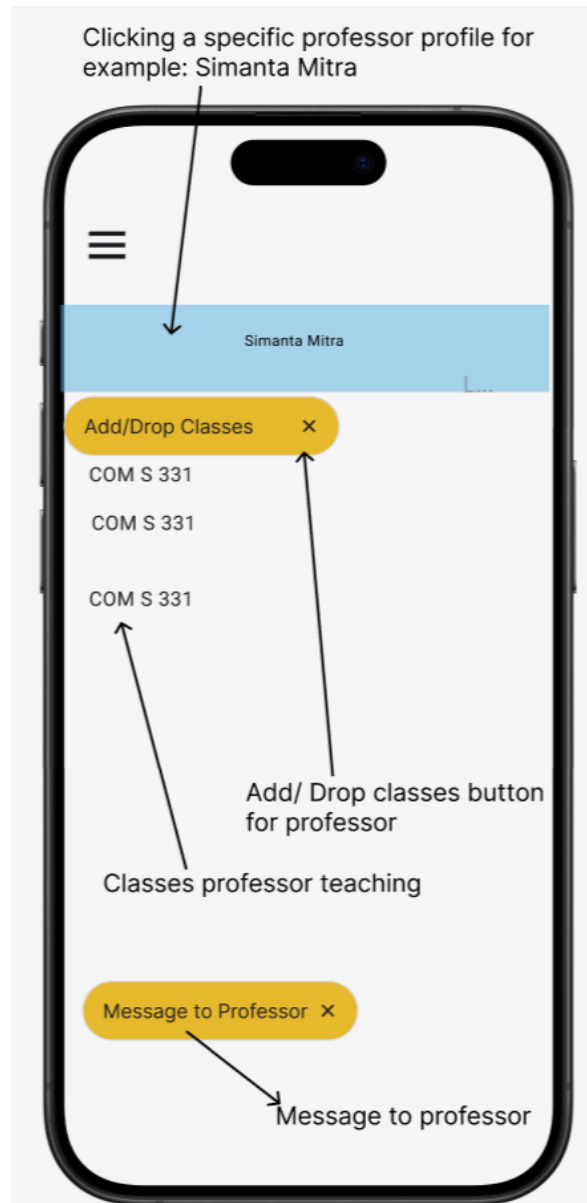 Clicking a specific professor profile for
example: Simanta Mitra
Simanta Mitra
L...
Add/Drop Classes ×
COM S 331
COM S 331
COM S 331
Add/ Drop classes button
for professor
Classes professor teaching
Message to Professor ×
Message to professor